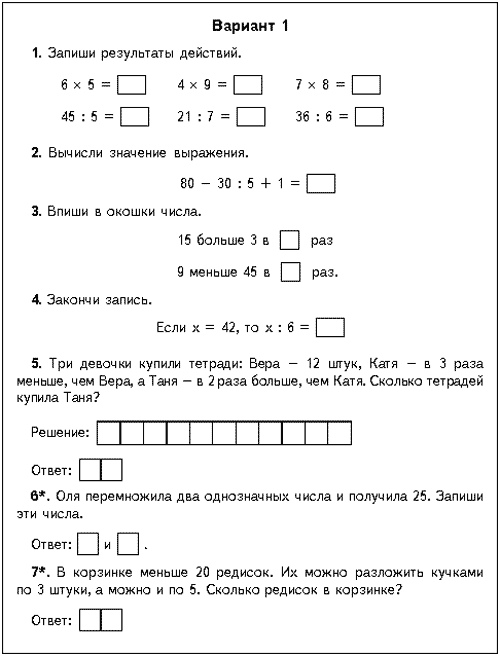 Вариант 1
1. Запиши результаты действий.
6 × 5 = 4 × 9 = 7 × 8 =
45 : 5 = 21 : 7 = 36 : 6 =
2. Вычисли значение выражения.
80 − 30 : 5 + 1 =
3. Впиши в окошки числа.
15 больше 3 в раз
9 меньше 45 в раз.
4. Закончи запись.
Если x = 42, то x : 6 =
5. Три девочки купили тетради: Вера — 12 штук, Катя — в 3 раза
меньше, чем Вера, а Таня — в 2 раза больше, чем Катя. Сколько тетрадей
купила Таня?
Решение:
Ответ:
6*. Оля перемножила два однозначных числа и получила 25. Запиши
эти числа.
Ответ: и .
7*. В корзинке меньше 20 редисок. Их можно разложить кучками
по 3 штуки, а можно и по 5. Сколько редисок в корзинке?
Ответ: